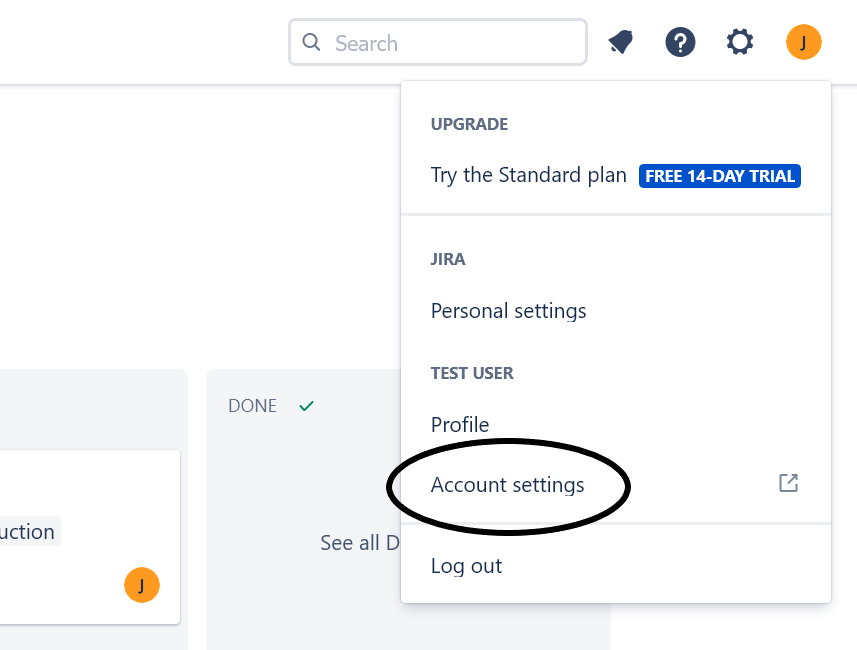 Search
?
J
UPGRADE
Try the Standard plan FREE 14-DAY TRIAL
JIRA
Personal settings
TEST USER
Profile
Account settings
Log out
DONE
See all D
uction
J